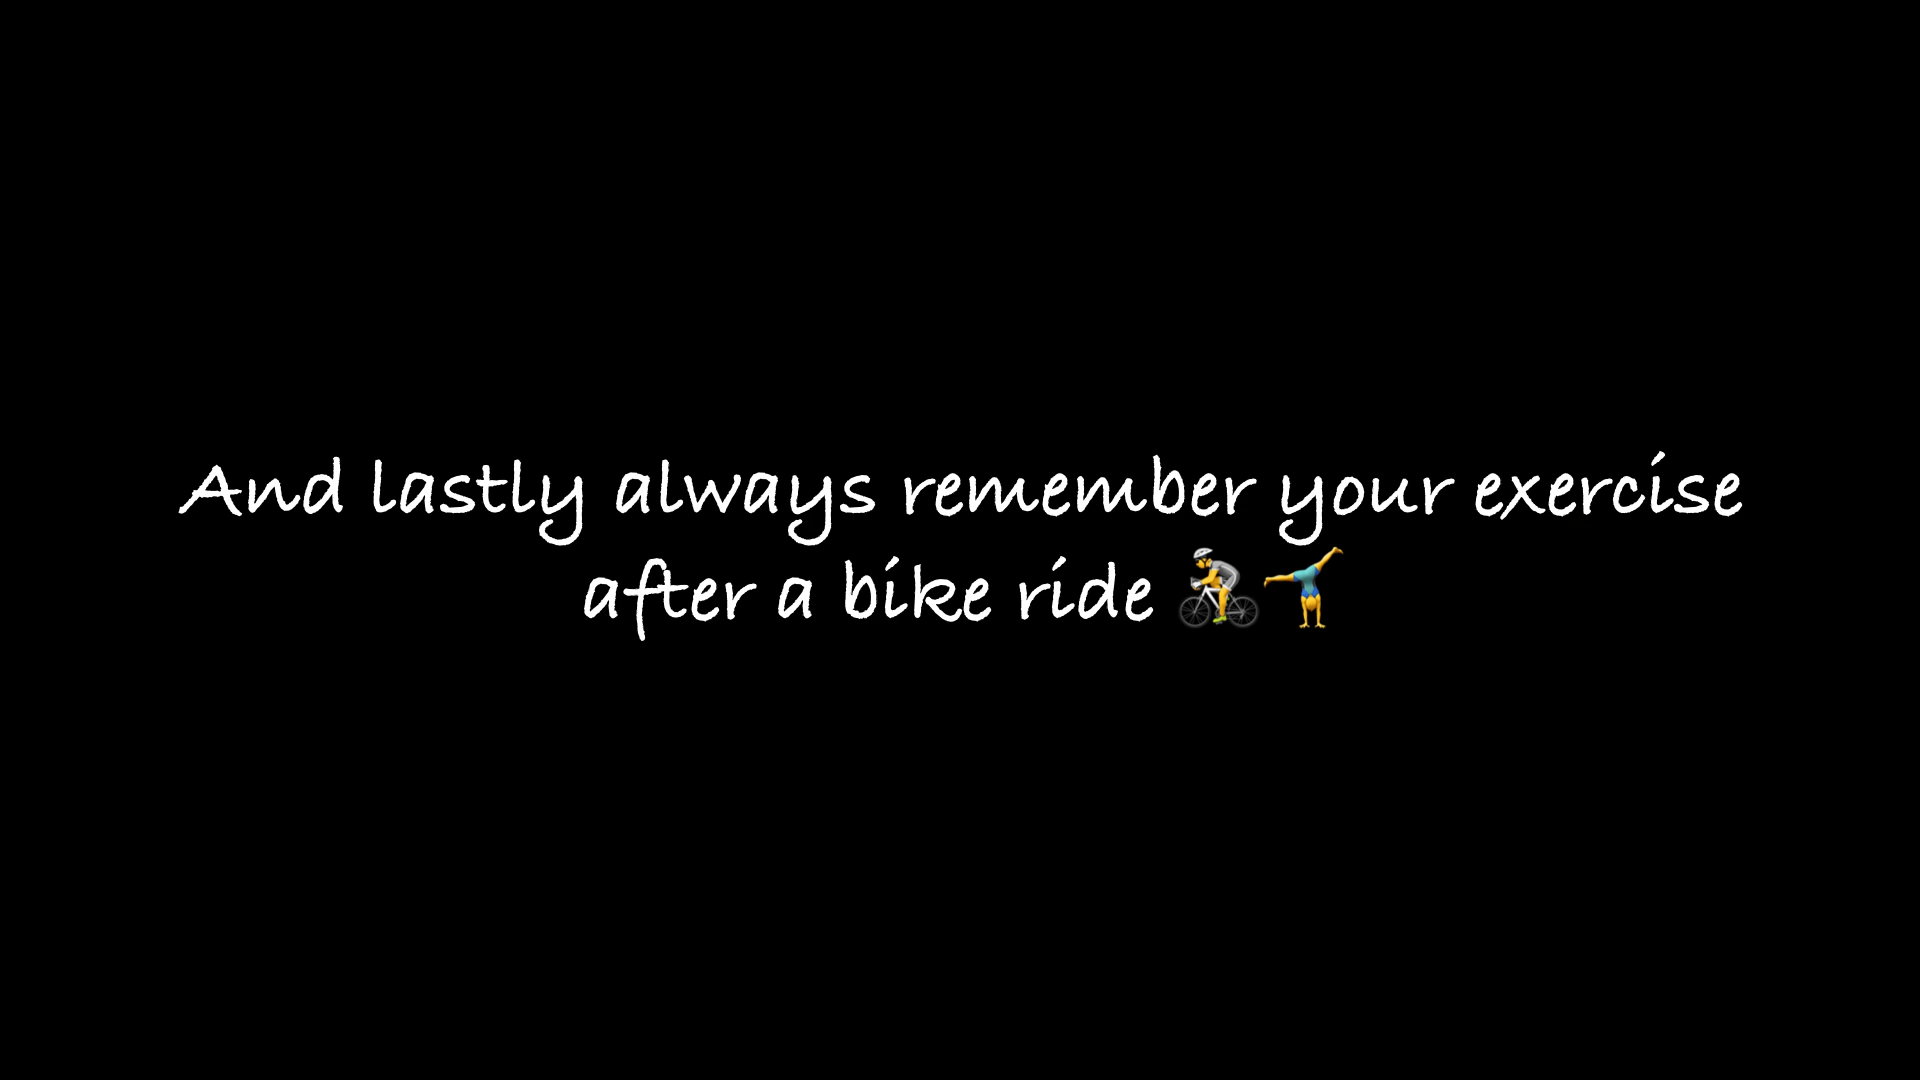 And lastly always remember your exercise
after a bike ride 🚴🤸‍♂️